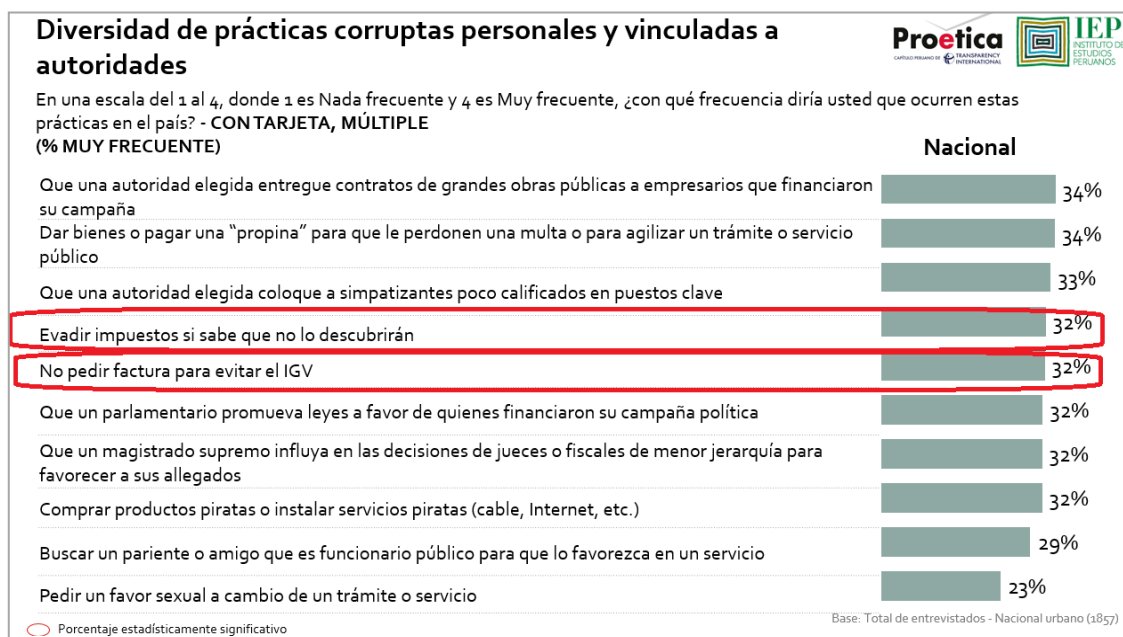 Diversidad de prácticas corruptas personales y vinculadas a
autoridades
Proetica
CAPÍTULO PERUANO DE TRANSPARENCY INTERNATIONAL
IEP
INSTITUTO DE
ESTUDIOS
PERUANOS
En una escala del 1 al 4, donde 1 es Nada frecuente y 4 es Muy frecuente, ¿con qué frecuencia diría usted que ocurren estas
prácticas en el país? - CON TARJETA, MÚLTIPLE
(% MUY FRECUENTE)
Nacional
Que una autoridad elegida entregue contratos de grandes obras públicas a empresarios que financiaron
su campaña
34%
Dar bienes o pagar una “propina” para que le perdonen una multa o para agilizar un trámite o servicio
público
34%
Que una autoridad elegida coloque a simpatizantes poco calificados en puestos clave
33%
Evadir impuestos si sabe que no lo descubrirán
32%
No pedir factura para evitar el IGV
32%
Que un parlamentario promueva leyes a favor de quienes financiaron su campaña política
32%
Que un magistrado supremo influya en las decisiones de jueces o fiscales de menor jerarquía para
favorecer a sus allegados
32%
Comprar productos piratas o instalar servicios piratas (cable, Internet, etc.)
32%
Buscar un pariente o amigo que es funcionario público para que lo favorezca en un servicio
29%
Pedir un favor sexual a cambio de un trámite o servicio
23%
Porcentaje estadísticamente significativo
Base: Total de entrevistados - Nacional urbano (1857)